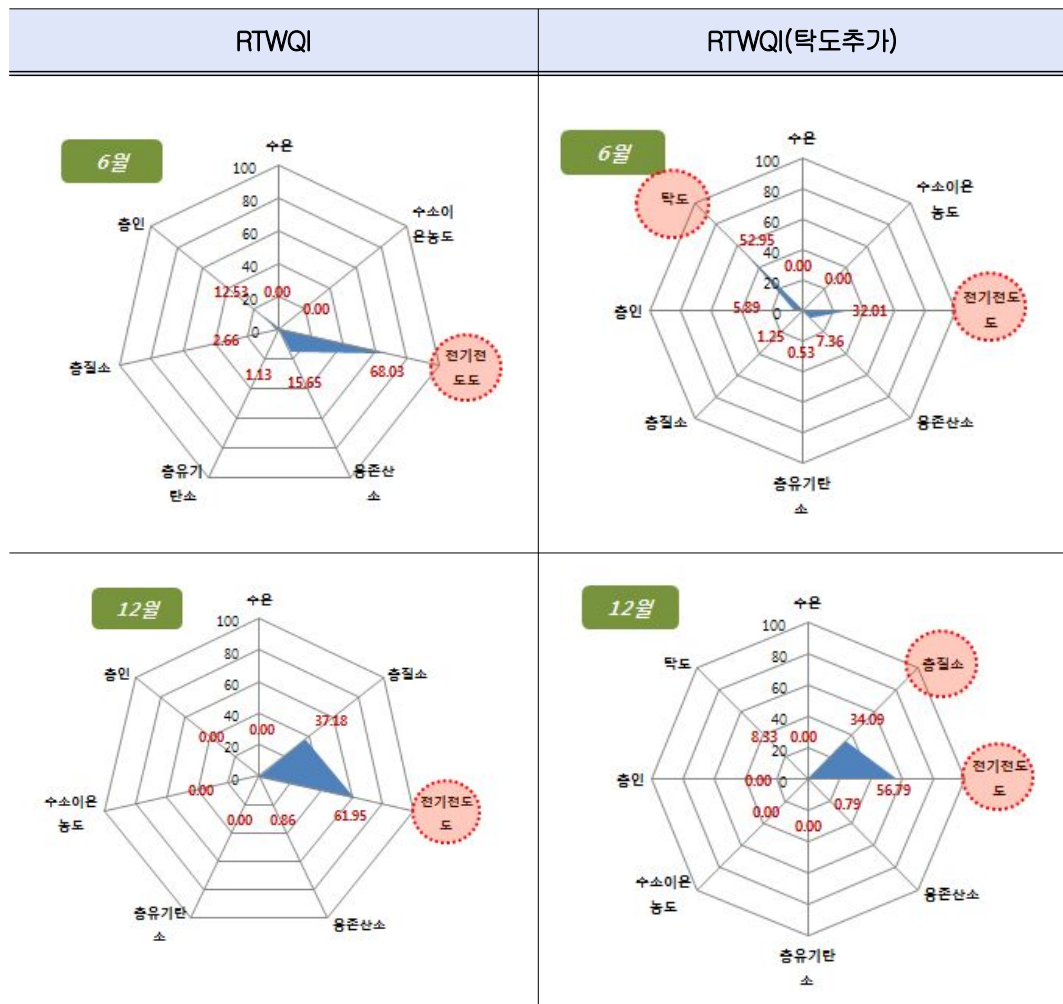 RTWQI
RTWQI(탁도추가)
6월
수온
100
80
60
40
20
0
수소이
온농도
총인
12.53
0.00
0.00
2.66
총질소
1.13
15.65
68.03
전기전
도도
총유기
탄소
용존산
소
6월
수온
100
80
60
40
20
0
탁도
수소이온
농도
52.95
0.00
0.00
총인
5.89
32.01
전기전도
도
1.25
0.53
7.36
총질소
용존산소
총유기탄
소
12월
수온
100
80
60
40
20
0
총인
총질소
0.00
0.00
37.18
수소이온
농도
0.00
0.00
0.86
61.95
전기전도
도
총유기탄
소
용존산소
12월
수온
100
80
60
40
20
0
탁도
총질소
8.33
0.00
34.09
총인
0.00
56.79
전기전도
도
0.00
0.00
0.79
수소이온
농도
용존산소
총유기탄
소